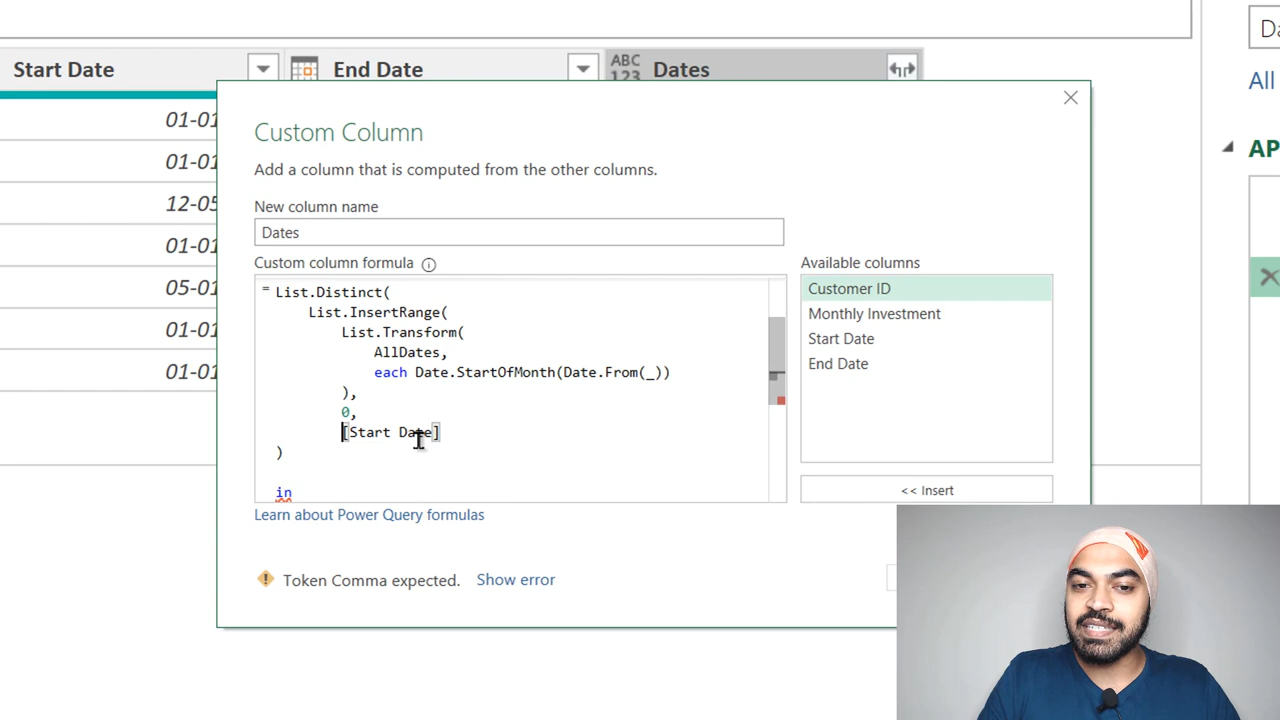 Da
Start Date End Date ABC 123 Dates
All
Custom Column
Add a column that is computed from the other columns.
AP
New column name
Dates
Custom column formula Available columns
= List.Distinct(
List.InsertRange(
List.Transform(
AllDates,
each Date.StartOfMonth(Date.From(_))
),
0,
[Start Date]
)
in
Customer ID
Monthly Investment
Start Date
End Date
<< Insert
01-01
01-01
12-05
01-01
05-01
01-01
01-01
Learn about Power Query formulas
Token Comma expected. Show error